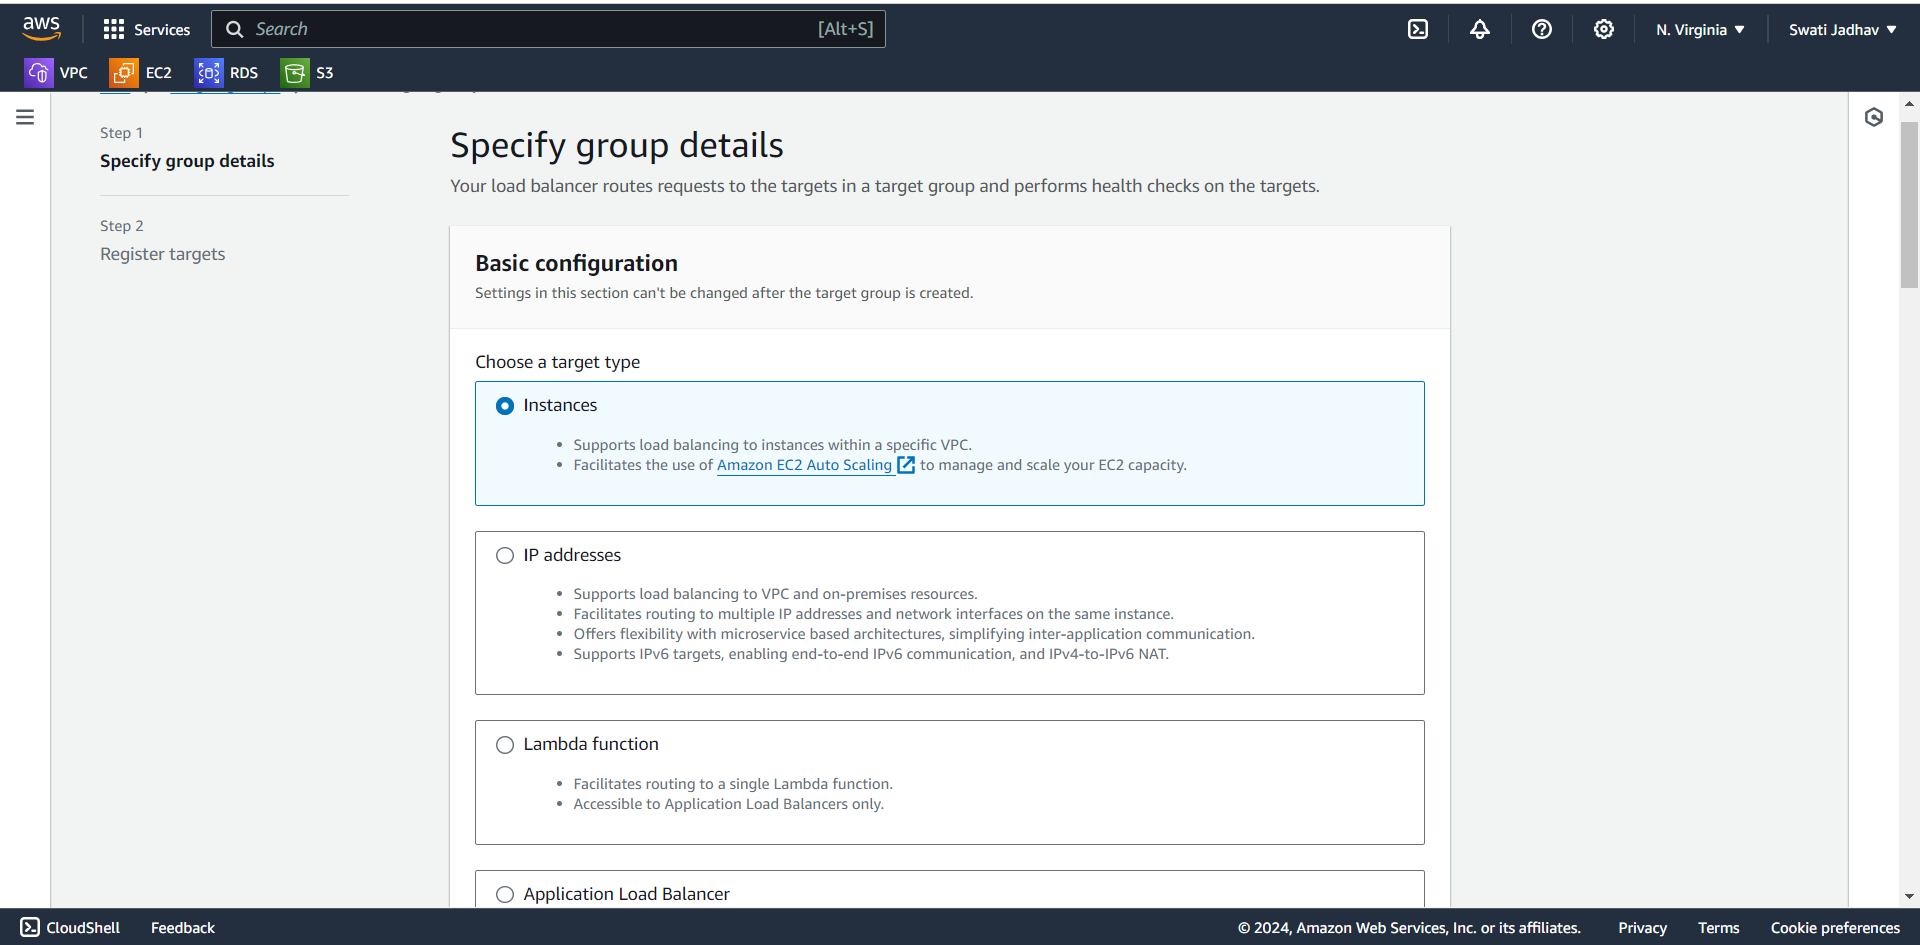 aws
Services
Search
[Alt+S]
N. Virginia
Swati Jadhav
VPC
EC2
RDS
S3
Step 1
Specify group details
Step 2
Register targets
Specify group details
Your load balancer routes requests to the targets in a target group and performs health checks on the targets.
Basic configuration
Settings in this section can't be changed after the target group is created.
Choose a target type
Instances
• Supports load balancing to instances within a specific VPC.
• Facilitates the use of Amazon EC2 Auto Scaling to manage and scale your EC2 capacity.
IP addresses
• Supports load balancing to VPC and on-premises resources.
• Facilitates routing to multiple IP addresses and network interfaces on the same instance.
• Offers flexibility with microservice based architectures, simplifying inter-application communication.
• Supports IPv6 targets, enabling end-to-end IPv6 communication, and IPv4-to-IPv6 NAT.
Lambda function
• Facilitates routing to a single Lambda function.
• Accessible to Application Load Balancers only.
Application Load Balancer
CloudShell
Feedback
© 2024, Amazon Web Services, Inc. or its affiliates.
Privacy
Terms
Cookie preferences